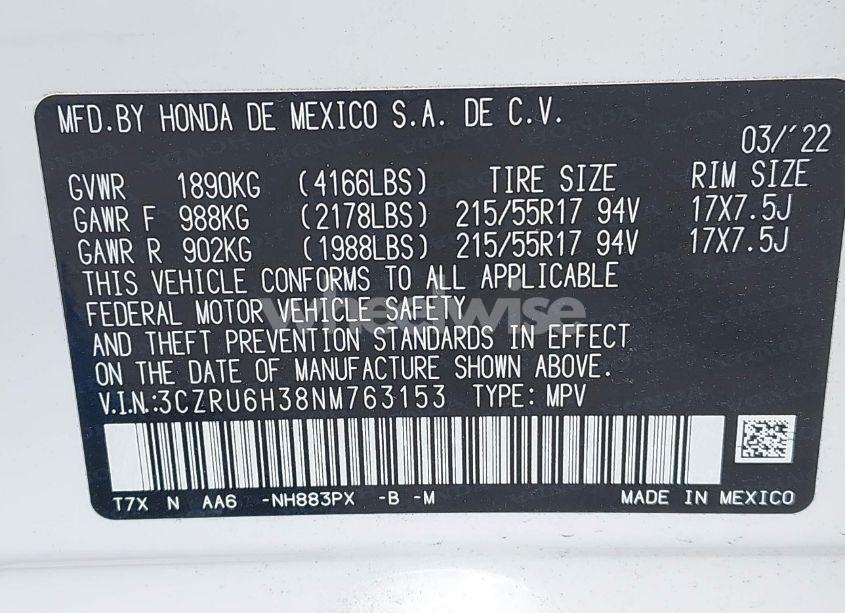 MFD.BY HONDA DE MEXICO S.A. DE C.V.
03/'22
GVWR 1890KG (4166LBS) TIRE SIZE RIM SIZE
GAWR F 988KG (2178LBS) 215/55R17 94V 17X7.5J
GAWR R 902KG (1988LBS) 215/55R17 94V 17X7.5J
THIS VEHICLE CONFORMS TO ALL APPLICABLE
FEDERAL MOTOR VEHICLE SAFETY
AND THEFT PREVENTION STANDARDS IN EFFECT
ON THE DATE OF MANUFACTURE SHOWN ABOVE.
V.I.N.:3CZRU6H38NM763153 TYPE: MPV
T7X N AA6 -NH883PX -B -M MADE IN MEXICO
wheelwise